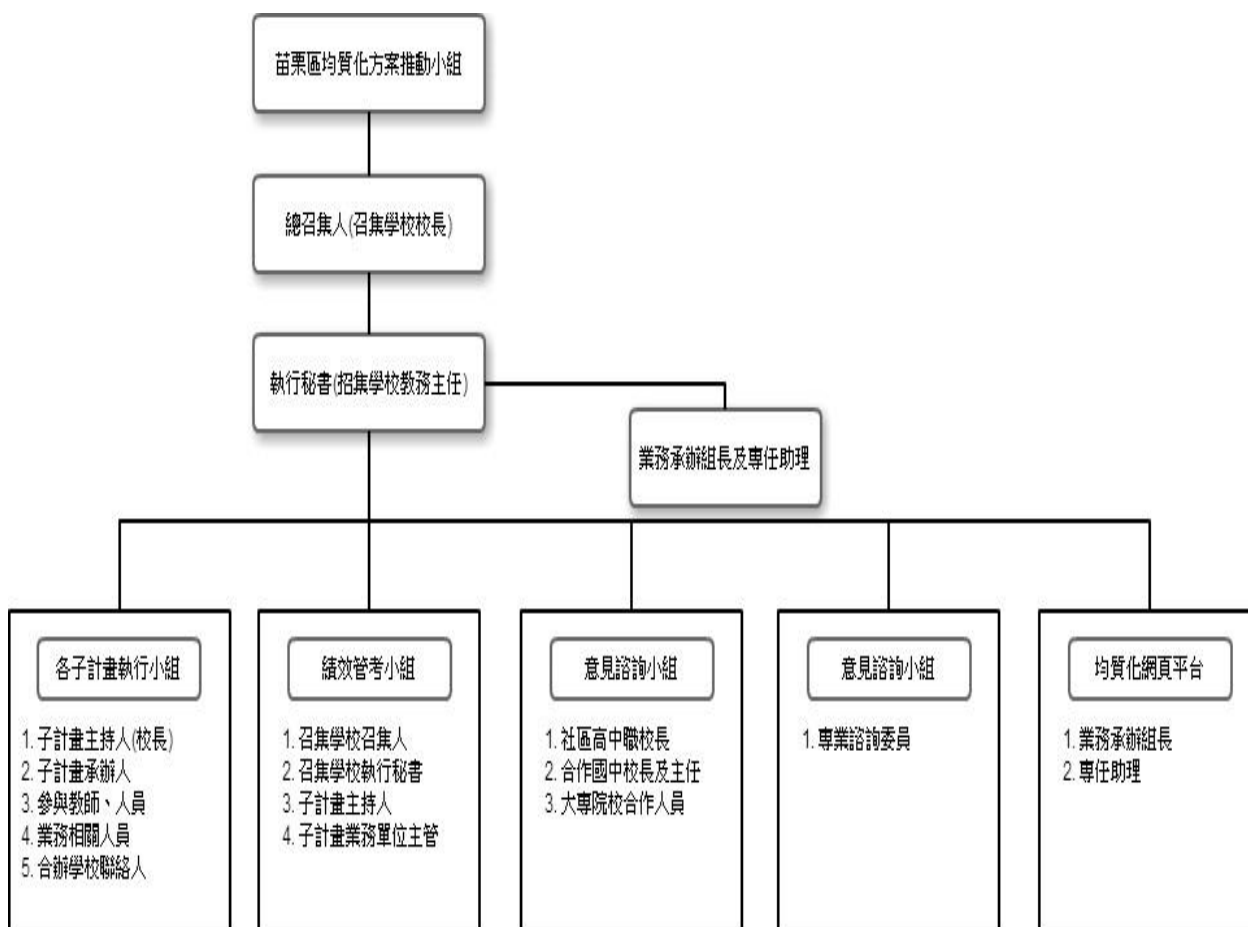 苗栗區均質化方案推動小組
總召集人(召集學校校長)
執行秘書(招集學校教務主任)
業務承辦組長及專任助理
各子計畫執行小組
1. 子計畫主持人(校長)
2. 子計畫承辦人
3. 參與教師、人員
4. 業務相關人員
5. 合辦學校聯絡人
績效管考小組
1. 召集學校召集人
2. 召集學校執行秘書
3. 子計畫主持人
4. 子計畫業務單位主管
意見諮詢小組
1. 社區高中職校長
2. 合作國中校長及主任
3. 大專院校合作人員
意見諮詢小組
1. 專業諮詢委員
均質化網頁平台
1. 業務承辦組長
2. 專任助理